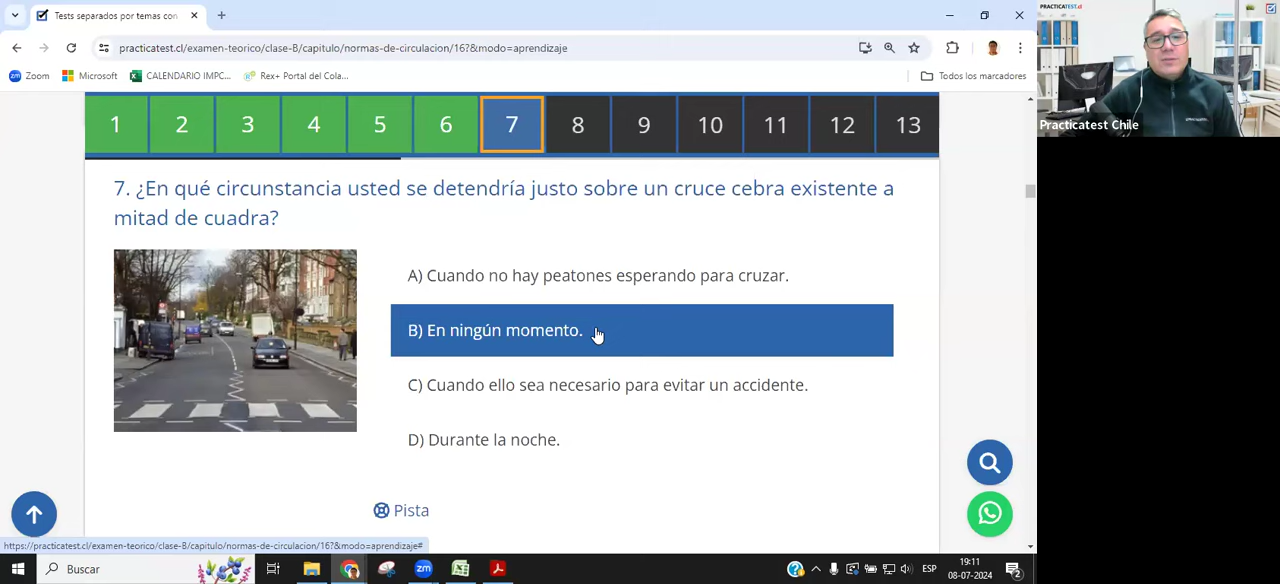 Tests separados por temas con
practicatest.cl/examen-teorico/clase-B/capitulo/normas-de-circulacion/16?&modo=aprendizaje
Zoom
Microsoft
CALENDARIO IMPC...
Rex+ Portal del Cola...
Todos los marcadores
PRACTICATEST.cl
Practicatest Chile
1 2 3 4 5 6 7 8 9 10 11 12 13
7. ¿En qué circunstancia usted se detendría justo sobre un cruce cebra existente a
mitad de cuadra?
A) Cuando no hay peatones esperando para cruzar.
B) En ningún momento.
C) Cuando ello sea necesario para evitar un accidente.
D) Durante la noche.
Pista
https://practicatest.cl/examen-teorico/clase-B/capitulo/normas-de-circulacion/16?&modo=aprendizaje#
Buscar
zm
ESP
19:11
08-07-2024
2